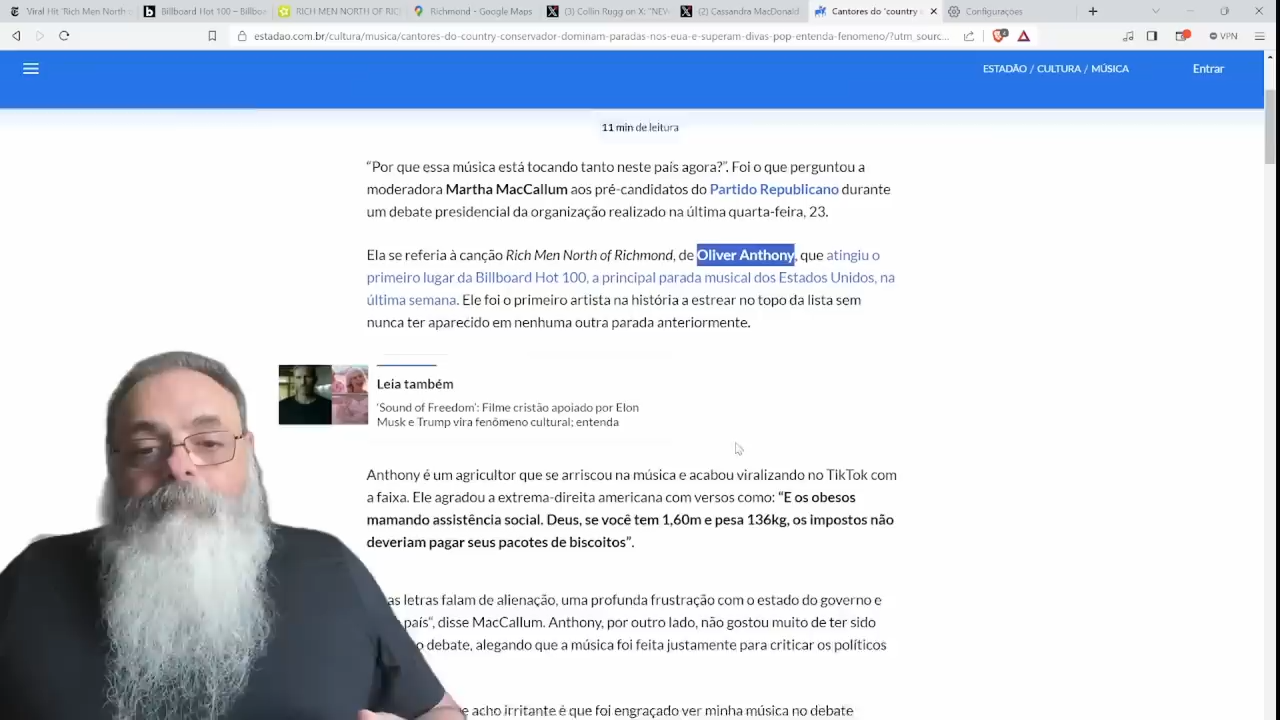 Viral Hit 'Rich Men North
Billboard Hot 100 – Billboa
RICH MEN NORTH OF RICH
Richmond - Google Maps
(3) Collin Rugg on X: "NEW
(2) Cassandra MacDonald
Cantores do 'country
Configurações
estadao.com.br/cultura/musica/cantores-do-country-conservador-dominam-paradas-nos-eua-e-superam-divas-pop-entenda-fenomeno/?utm_sourc...
VPN
ESTADÃO / CULTURA / MÚSICA
Entrar
11 min de leitura
“Por que essa música está tocando tanto neste país agora?”. Foi o que perguntou a
moderadora Martha MacCallum aos pré-candidatos do Partido Republicano durante
um debate presidencial da organização realizado na última quarta-feira, 23.
Ela se referia à canção Rich Men North of Richmond, de Oliver Anthony, que atingiu o
primeiro lugar da Billboard Hot 100, a principal parada musical dos Estados Unidos, na
última semana. Ele foi o primeiro artista na história a estrear no topo da lista sem
nunca ter aparecido em nenhuma outra parada anteriormente.
Leia também
‘Sound of Freedom’: Filme cristão apoiado por Elon
Musk e Trump vira fenômeno cultural; entenda
Anthony é um agricultor que se arriscou na música e acabou viralizando no TikTok com
a faixa. Ele agradou a extrema-direita americana com versos como: “E os obesos
mamando assistência social. Deus, se você tem 1,60m e pesa 136kg, os impostos não
deveriam pagar seus pacotes de biscoitos”.
as letras falam de alienação, uma profunda frustração com o estado do governo e
país“, disse MacCallum. Anthony, por outro lado, não gostou muito de ter sido
o debate, alegando que a música foi feita justamente para criticar os políticos
e acho irritante é que foi engraçado ver minha música no debate